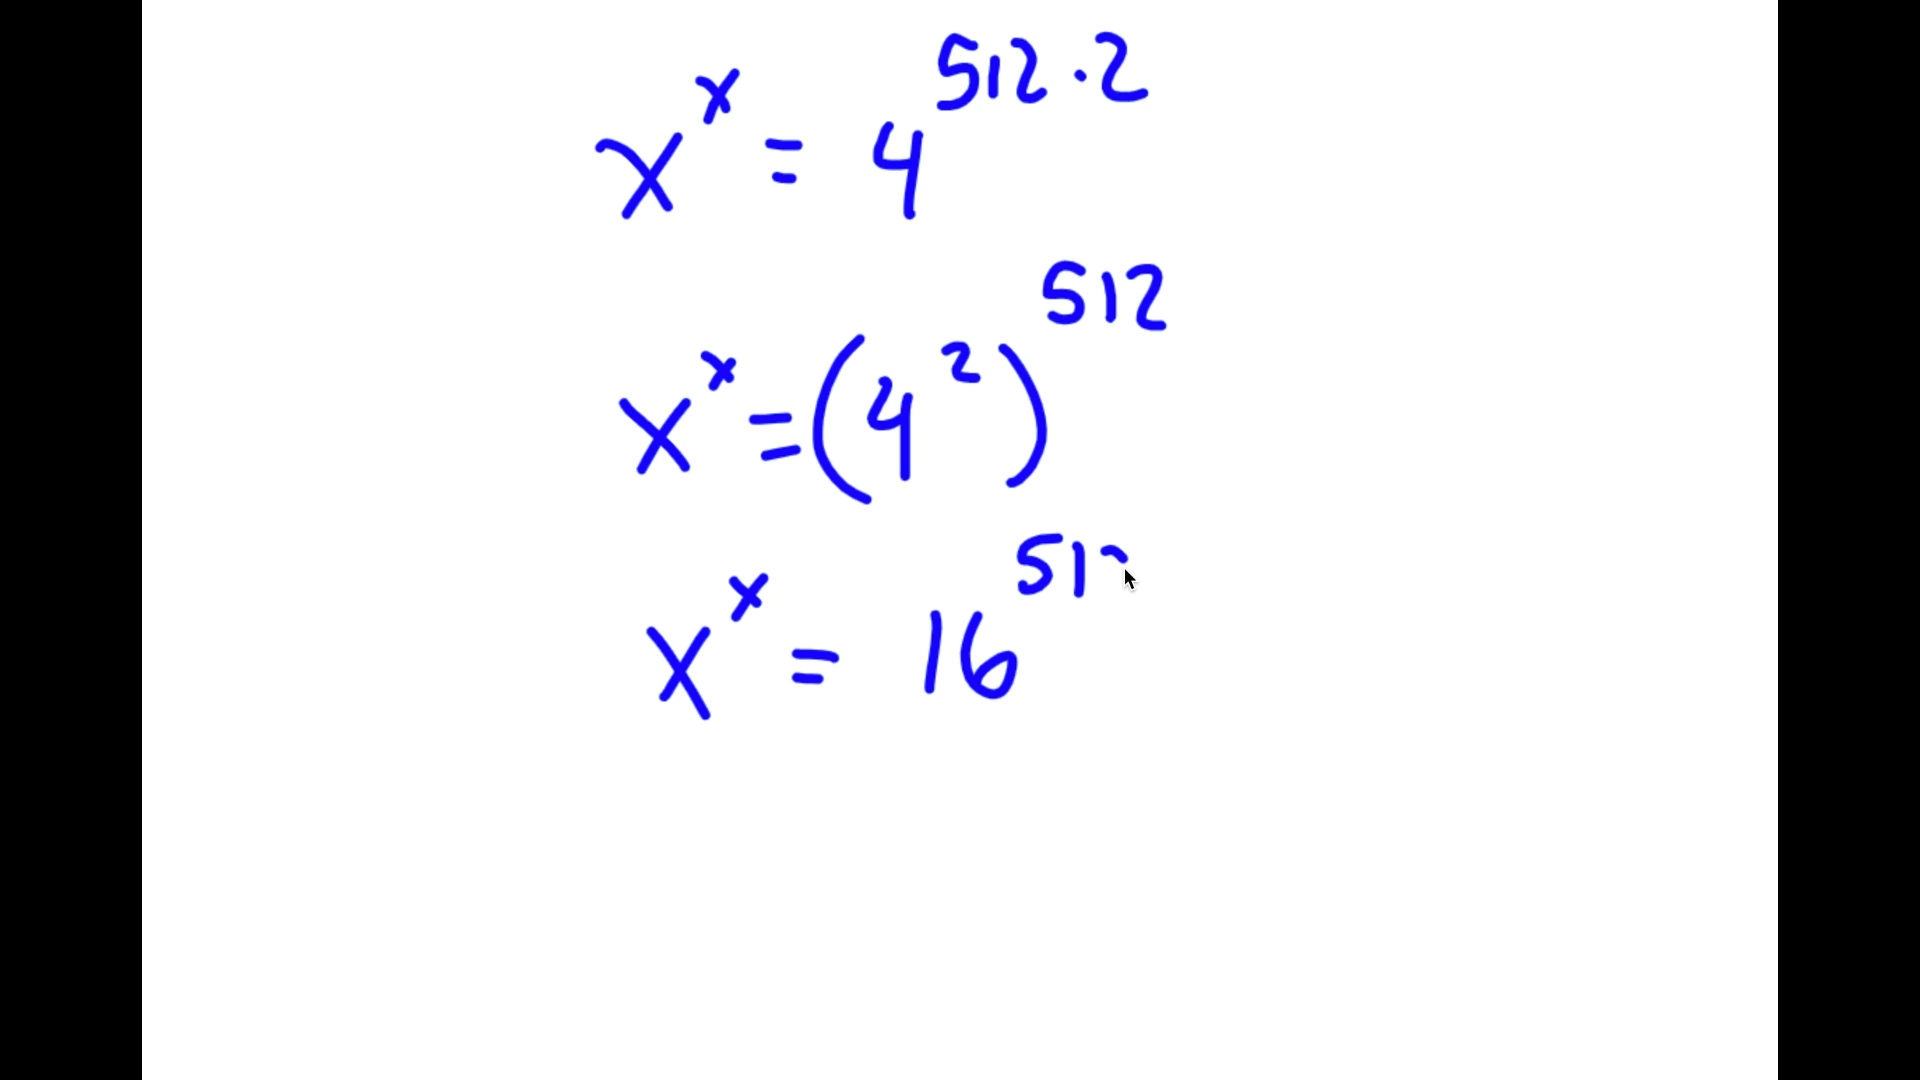 x^x = 4^{512 · 2}
x^x = (4^2)^{512}
x^x = 16^{51